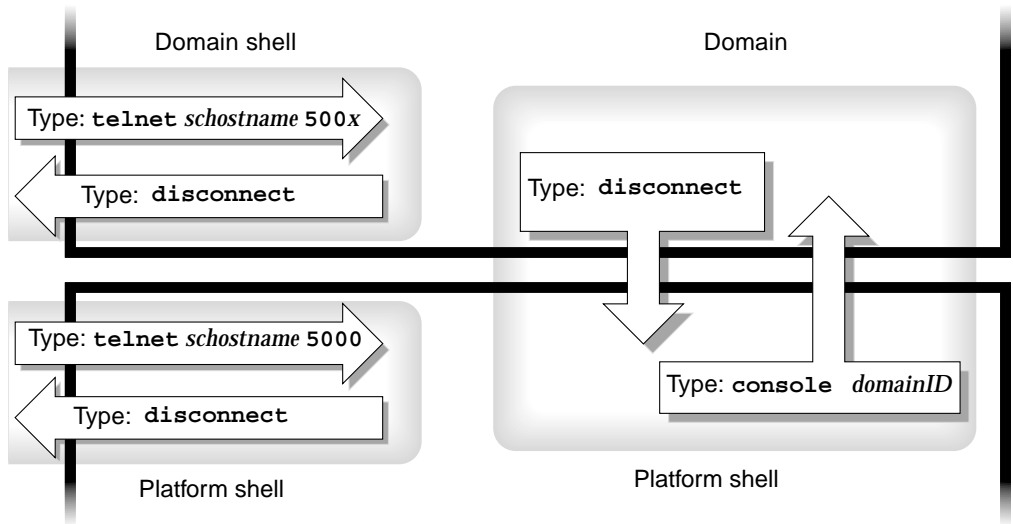 Domain shell
Domain
Type: telnet schostname 500x
Type: disconnect
Type: disconnect
Type: telnet schostname 5000
Type: disconnect
Type: console domainID
Platform shell
Platform shell